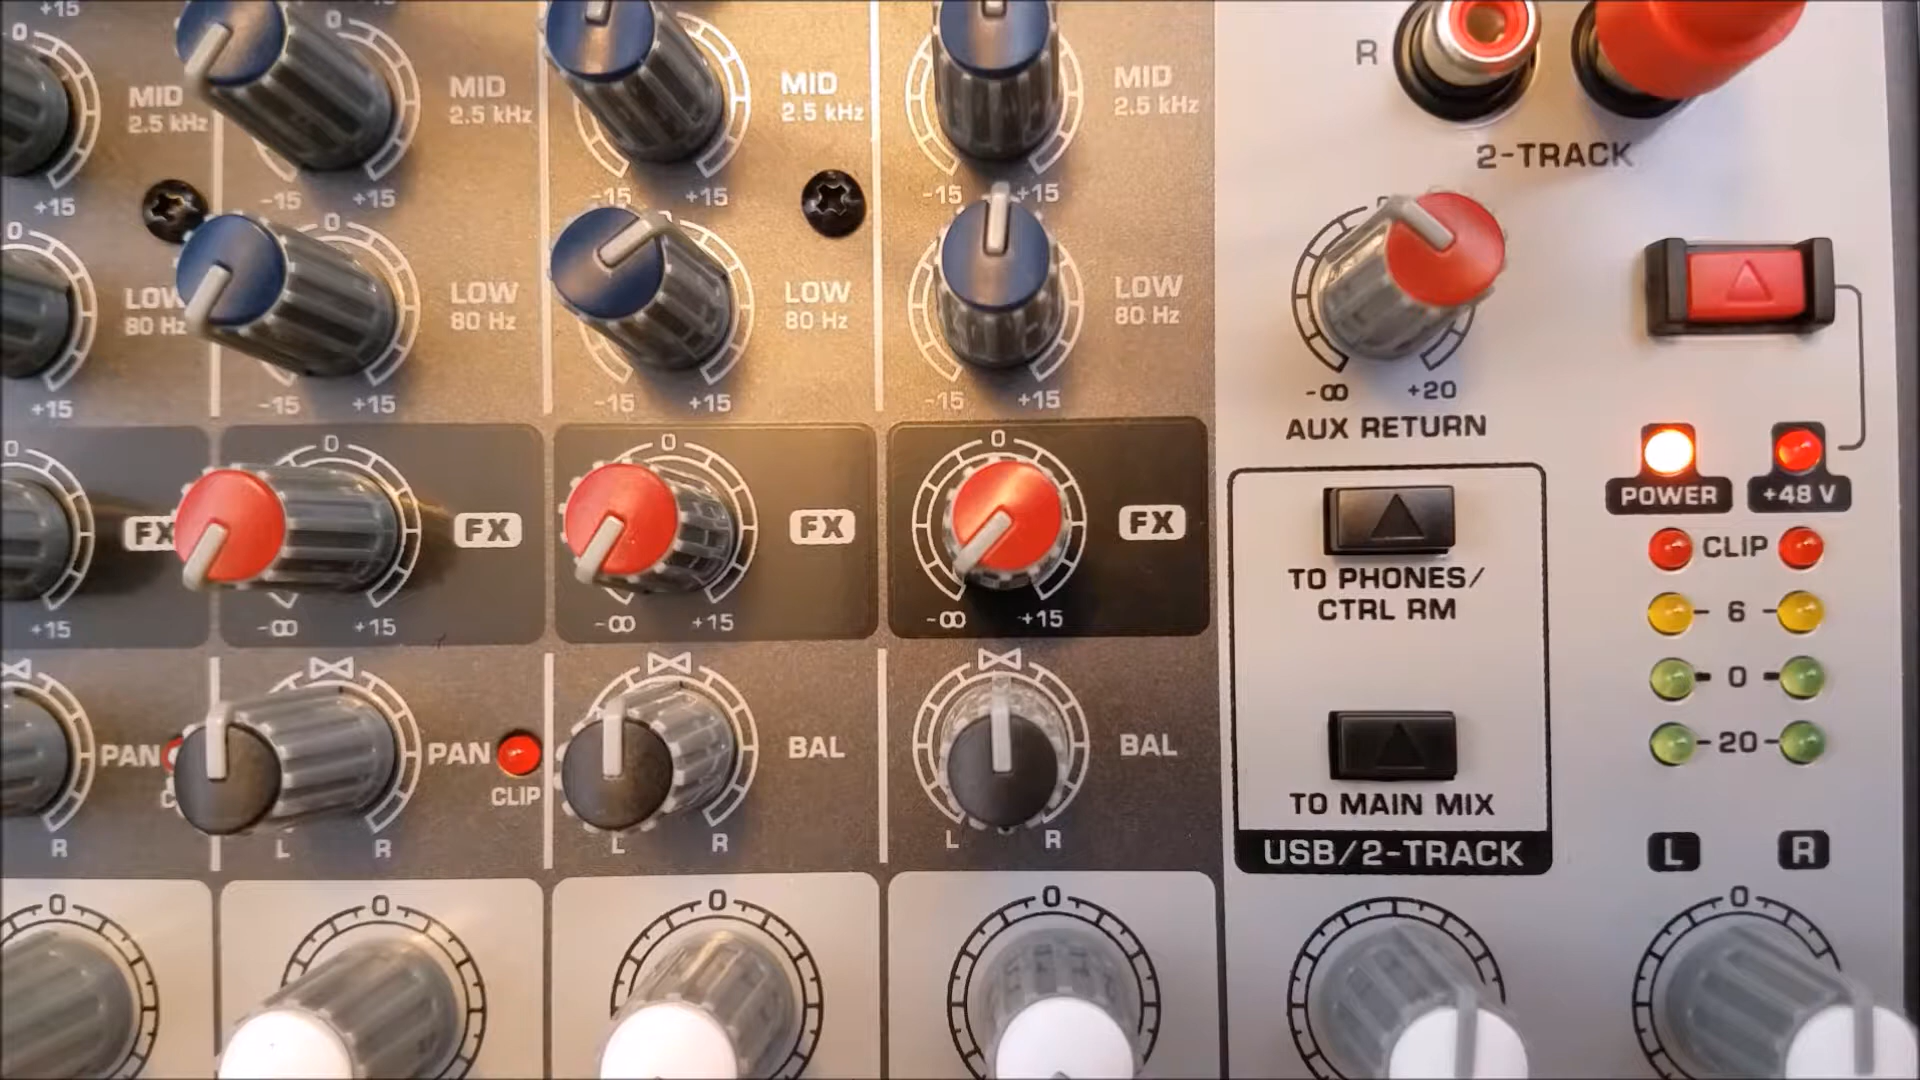 +15
0
MID
2.5 kHz
MID
2.5 kHz
MID
2.5 kHz
MID
2.5 kHz
R
2-TRACK
+15
-15
+15
-15
+15
-15
+15
0
0
LOW
80 Hz
LOW
80 Hz
LOW
80 Hz
LOW
80 Hz
+15
-15
+15
-15
+15
-15
+15
-∞
+20
AUX RETURN
0
0
0
0
FX
FX
FX
FX
+15
-∞
+15
-∞
+15
-∞
+15
POWER
+48 V
CLIP
6
0
20
L
R
TO PHONES/
CTRL RM
TO MAIN MIX
USB/2-TRACK
PAN
PAN
CLIP
BAL
BAL
R
L
R
L
R
L
R
0
0
0
0
0